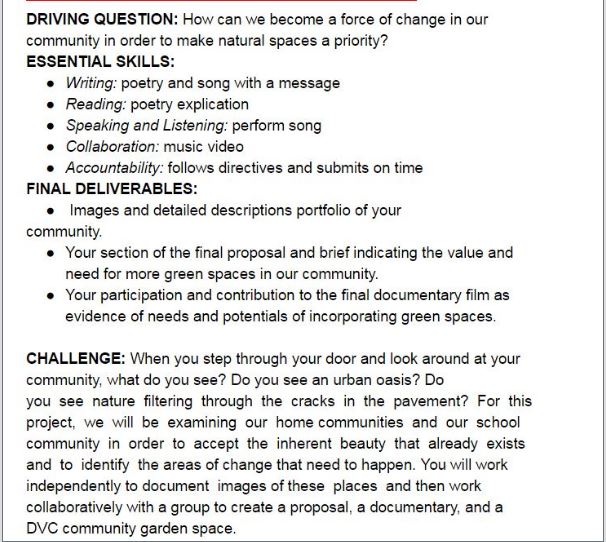 DRIVING QUESTION: How can we become a force of change in our
community in order to make natural spaces a priority?
ESSENTIAL SKILLS:
● Writing: poetry and song with a message
● Reading: poetry explication
● Speaking and Listening: perform song
● Collaboration: music video
● Accountability: follows directives and submits on time
FINAL DELIVERABLES:
● Images and detailed descriptions portfolio of your
community.
● Your section of the final proposal and brief indicating the value and
need for more green spaces in our community.
● Your participation and contribution to the final documentary film as
evidence of needs and potentials of incorporating green spaces.
CHALLENGE: When you step through your door and look around at your
community, what do you see? Do you see an urban oasis? Do
you see nature filtering through the cracks in the pavement? For this
project, we will be examining our home communities and our school
community in order to accept the inherent beauty that already exists
and to identify the areas of change that need to happen. You will work
independently to document images of these places and then work
collaboratively with a group to create a proposal, a documentary, and a
DVC community garden space.